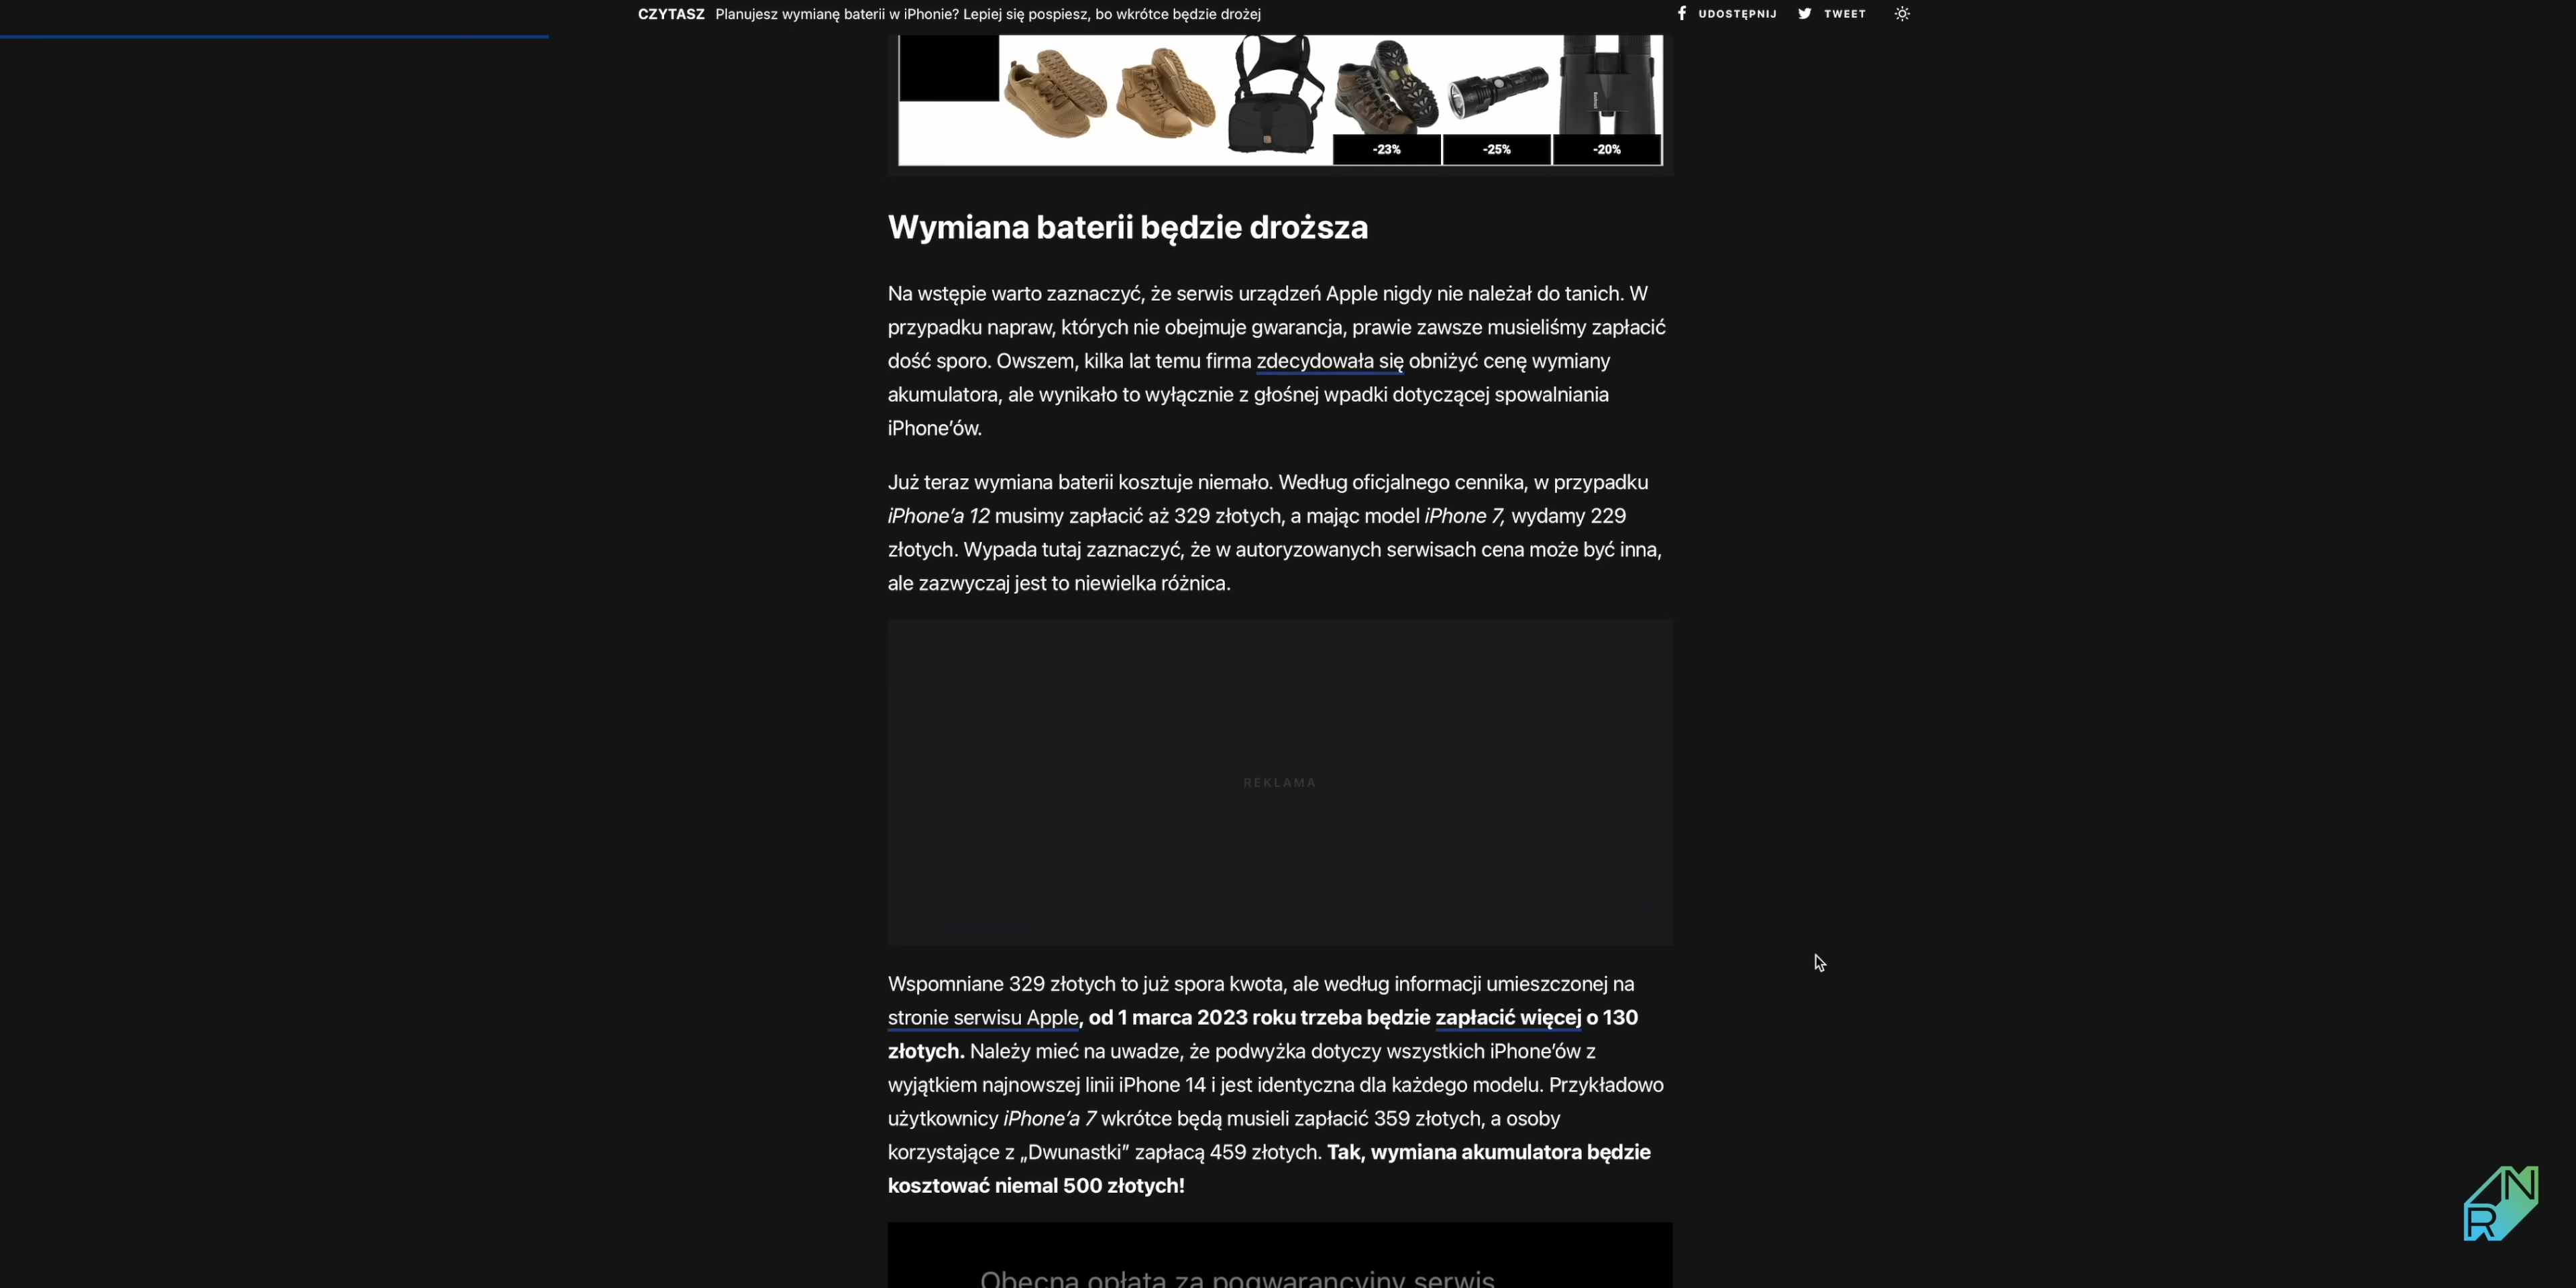 CZYTASZ Planujesz wymianę baterii w iPhonie? Lepiej się pospiesz, bo wkrótce będzie drożej
UDOSTĘPNIJ TWEET
-23% -25% -20%
Wymiana baterii będzie droższa
Na wstępie warto zaznaczyć, że serwis urządzeń Apple nigdy nie należał do tanich. W
przypadku napraw, których nie obejmuje gwarancja, prawie zawsze musieliśmy zapłacić
dość sporo. Owszem, kilka lat temu firma zdecydowała się obniżyć cenę wymiany
akumulatora, ale wynikało to wyłącznie z głośnej wpadki dotyczącej spowalniania
iPhone’ów.
Już teraz wymiana baterii kosztuje niemało. Według oficjalnego cennika, w przypadku
iPhone’a 12 musimy zapłacić aż 329 złotych, a mając model iPhone 7, wydamy 229
złotych. Wypada tutaj zaznaczyć, że w autoryzowanych serwisach cena może być inna,
ale zazwyczaj jest to niewielka różnica.
REKLAMA
Wspomniane 329 złotych to już spora kwota, ale według informacji umieszczonej na
stronie serwisu Apple, od 1 marca 2023 roku trzeba będzie zapłacić więcej o 130
złotych. Należy mieć na uwadze, że podwyżka dotyczy wszystkich iPhone’ów z
wyjątkiem najnowszej linii iPhone 14 i jest identyczna dla każdego modelu. Przykładowo
użytkownicy iPhone’a 7 wkrótce będą musieli zapłacić 359 złotych, a osoby
korzystające z „Dwunastki” zapłacą 459 złotych. Tak, wymiana akumulatora będzie
kosztować niemal 500 złotych!
Obecna opłata za pogwarancyjny serwis
RN